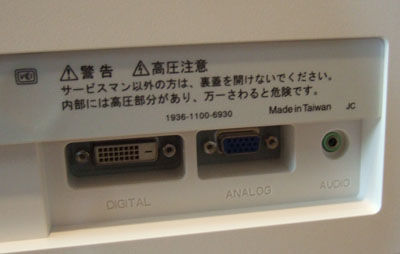 警告 高圧注意
サービスマン以外の方は、裏蓋を開けないでください。
内部には高圧部分があり、万一さわると危険です。
1936-1100-6930 Made in Taiwan JC
DIGITAL ANALOG AUDIO